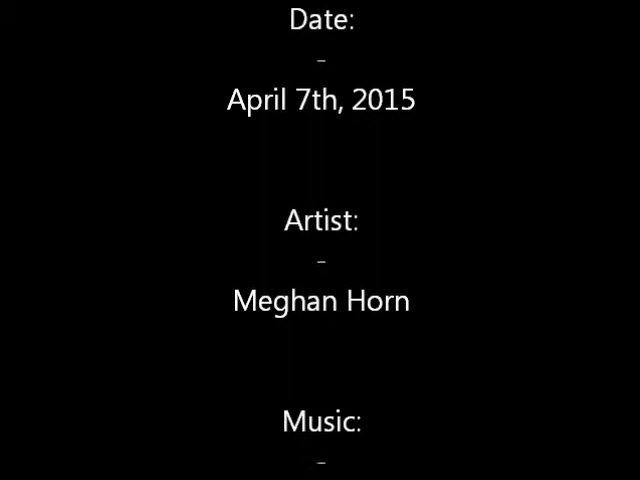 Date:
-
April 7th, 2015
Artist:
-
Meghan Horn
Music:
-